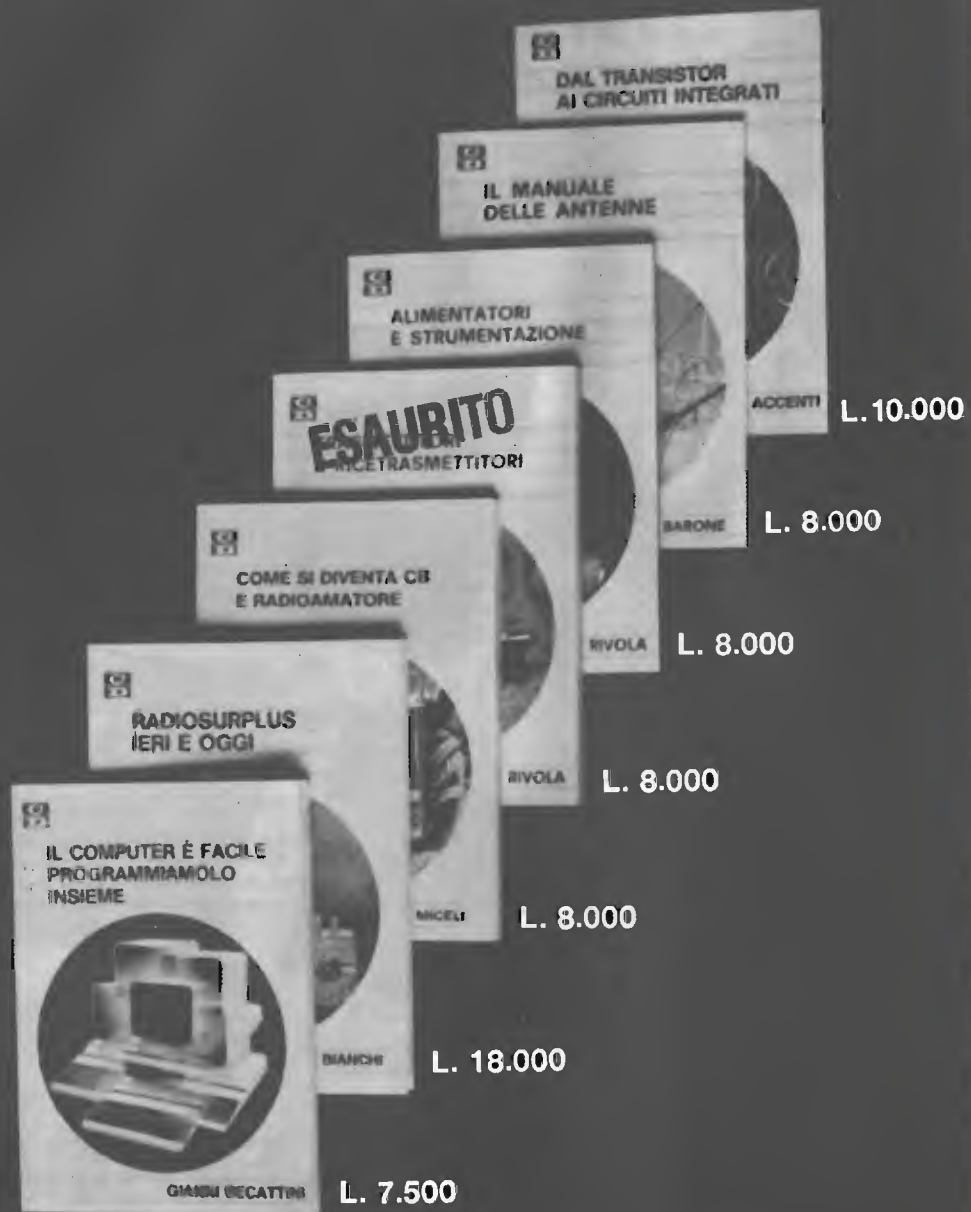 DAL TRANSISTOR
AI CIRCUITI INTEGRATI
ACCENTI
L. 10.000
IL MANUALE
DELLE ANTENNE
BARONE
L. 8.000
ALIMENTATORI
E STRUMENTAZIONE
RIVOLA
L. 8.000
ESAURITO
RICETRASMETTITORI
RIVOLA
L. 8.000
COME SI DIVENTA CB
E RADIOAMATORE
MICELI
L. 8.000
RADIOSURPLUS
IERI E OGGI
BIANCHI
L. 18.000
IL COMPUTER È FACILE
PROGRAMMIAMOLO
INSIEME
GIANNI BECATTINI
L. 7.500